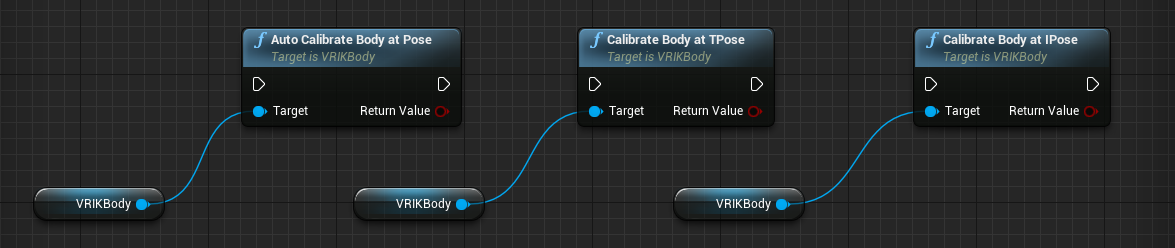 f Auto Calibrate Body at Pose
Target is VRIKBody
Target Return Value
f Calibrate Body at TPose
Target is VRIKBody
Target Return Value
f Calibrate Body at IPose
Target is VRIKBody
Target Return Value
VRIKBody
VRIKBody
VRIKBody